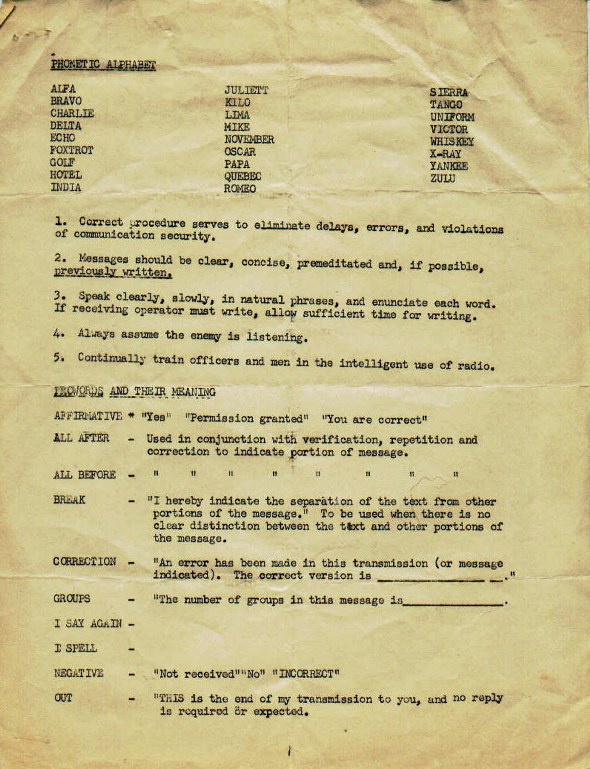 PHONETIC ALPHABET
ALFA
BRAVO
CHARLIE
DELTA
ECHO
FOXTROT
GOLF
HOTEL
INDIA
JULIETT
KILO
LIMA
MIKE
NOVEMBER
OSCAR
PAPA
QUEBEC
ROMEO
SIERRA
TANGO
UNIFORM
VICTOR
WHISKEY
X-RAY
YANKEE
ZULU
1. Correct procedure serves to eliminate delays, errors, and violations
of communication security.
2. Messages should be clear, concise, premeditated and, if possible,
previously written.
3. Speak clearly, slowly, in natural phrases, and enunciate each word.
If receiving operator must write, allow sufficient time for writing.
4. Always assume the enemy is listening.
5. Continually train officers and men in the intelligent use of radio.
PROWORDS AND THEIR MEANING
AFFIRMATIVE * "Yes" "Permission granted" "You are correct"
ALL AFTER - Used in conjunction with verification, repetition and
correction to indicate portion of message.
ALL BEFORE - " " " " " " " "
BREAK - "I hereby indicate the separation of the text from other
portions of the message." To be used when there is no
clear distinction between the text and other portions of
the message.
CORRECTION - "An error has been made in this transmission (or message
indicated). The correct version is ________________ __."
GROUPS - "The number of groups in this message is______________.
I SAY AGAIN -
I SPELL -
NEGATIVE - "Not received""No" "INCORRECT"
OUT - "THIS is the end of my transmission to you, and no reply
is required or expected.
1